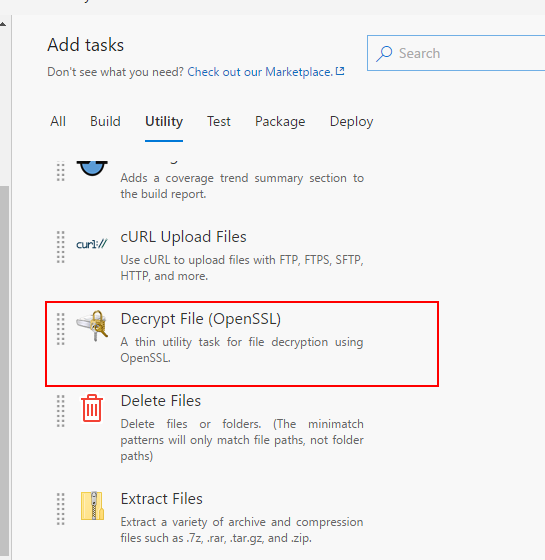 Add tasks
Search
Don't see what you need? Check out our Marketplace.
All Build Utility Test Package Deploy
Adds a coverage trend summary section to
the build report.
curl://
cURL Upload Files
Use cURL to upload files with FTP, FTPS, SFTP,
HTTP, and more.
Decrypt File (OpenSSL)
A thin utility task for file decryption using
OpenSSL.
Delete Files
Delete files or folders. (The minimatch
patterns will only match file paths, not folder
paths)
Extract Files
Extract a variety of archive and compression
files such as .7z, .rar, .tar.gz, and .zip.